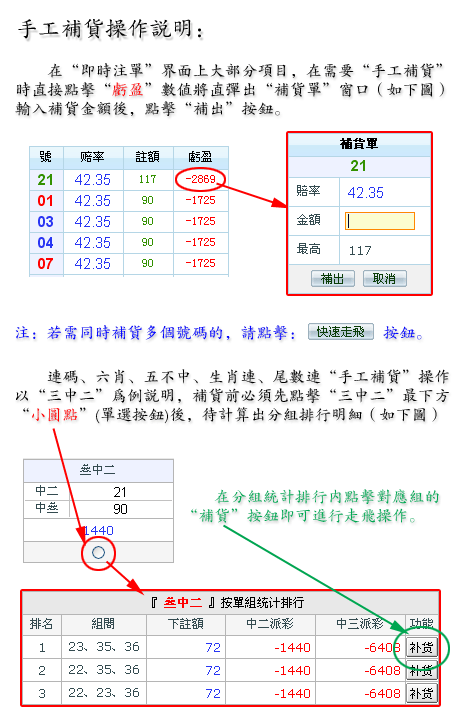 手工補貨操作説明：
在“即時注單”界面上大部分項目，在需要“手工補貨”
時直接點擊“虧盈”數值將直彈出“補貨單”窗口（如下圖）
輸入補貨金額後，點擊“補出”按钮。
號 赔率 註額 虧盈
21 42.35 117 -2869
01 42.35 90 -1725
03 42.35 90 -1725
04 42.35 90 -1725
07 42.35 90 -1725
補貨單
21
賠率 42.35
金額
最高 117
補出 取消
注：若需同時補貨多個號碼的，請點擊： 快速走飛 按鈕。
連碼、六肖、五不中、生肖連、尾數連“手工補貨”操作
以“三中二”爲例説明，補貨前必須先點擊“三中二”最下方
“小圓點”(單選按鈕)後，待計算出分組排行明細（如下圖）
叁中二
中二 21
中叁 90
1440
在分組統計排行内點擊對應組的
“補貨”按鈕即可進行走飛操作。
『 叁中二 』按單組统计排行
排名 組閤 下註額 中二派彩 中三派彩 功能
1 23、35、36 72 -1440 -6408 补货
2 22、35、36 72 -1440 -6408 补货
3 22、23、36 72 -1440 -6408 补货